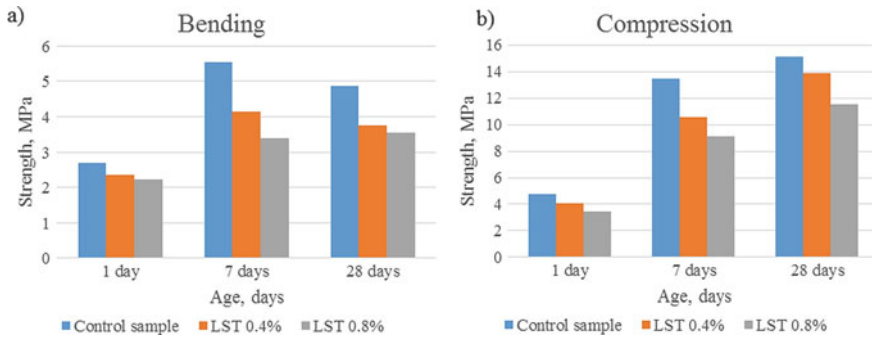 a)
Bending
6
5
4
3
2
1
0
Strength, MPa
1 day
7 days
28 days
Age, days
Control sample
LST 0.4%
LST 0.8%
b)
Compression
16
14
12
10
8
6
4
2
0
Strength, MPa
1 day
7 days
28 days
Age, days
Control sample
LST 0.4%
LST 0.8%